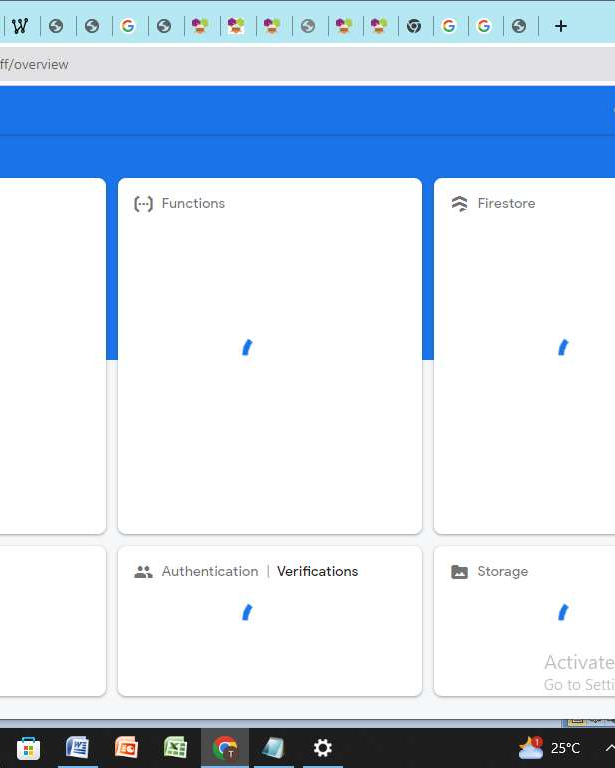 W
ff/overview
Functions
Firestore
Authentication | Verifications
Storage
Activate
Go to Setti
25°C